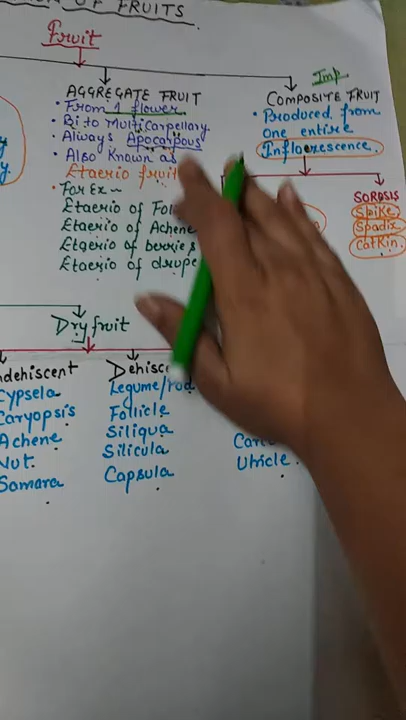 OF FRUITS
Fruit
AGGREGATE FRUIT
• From 1 flower
• Bi to Multicarpellary
• Always Apocarpous
• Also Known as
Etaerio fruit
• For Ex ~
Etaerio of Fol
Etaerio of Achene
Etaerio of berries
Etaerio of drupe
Imp
COMPOSITE FRUIT
• Produced from
one entire
Inflorescence.
SOROSIS
Spike
Spadix
Catkin
Dry fruit
ndehiscent
Cypsela
Caryopsis
Achene
Nut.
Samara
Dehisc
Legume/Pod
Follicle
Siliqua
Silicula
Capsula
Utricle.